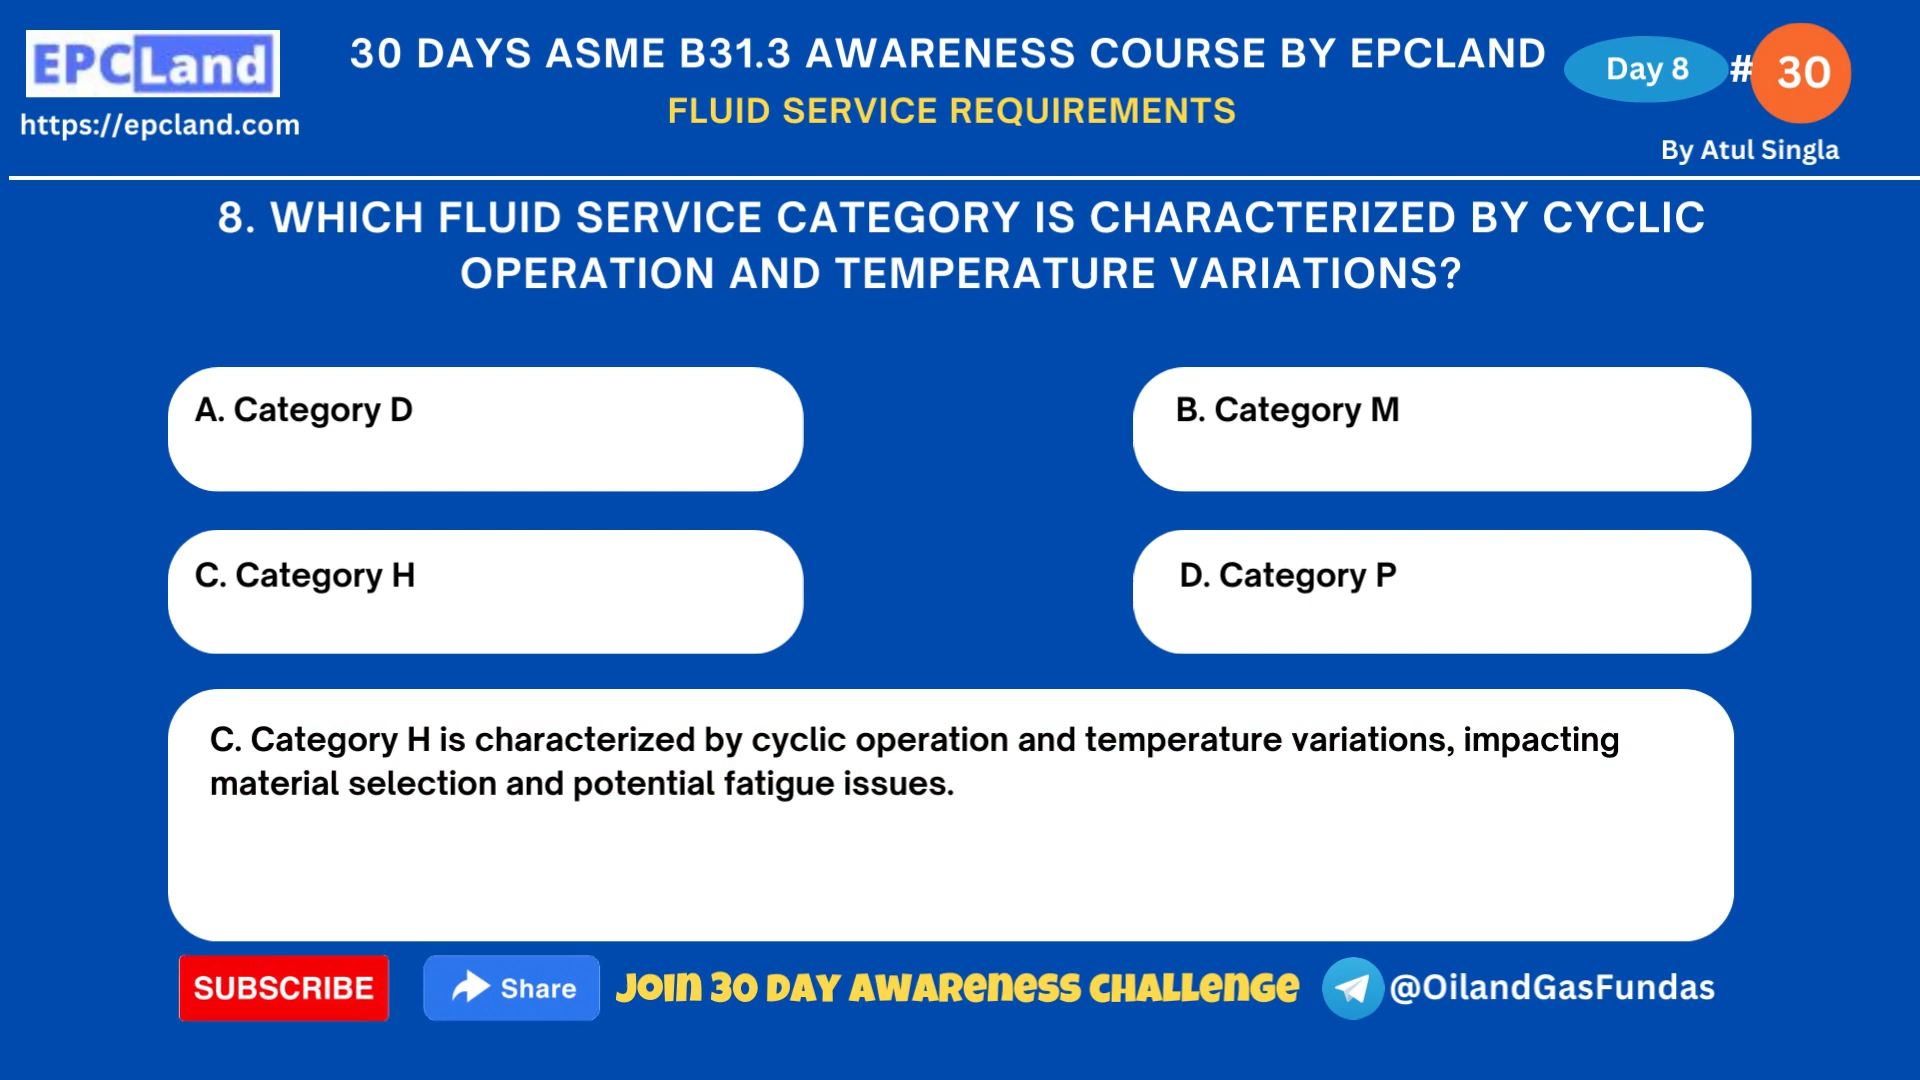 EPCLand
https://epcland.com
30 DAYS ASME B31.3 AWARENESS COURSE BY EPCLAND
FLUID SERVICE REQUIREMENTS
Day 8 # 30
By Atul Singla
8. WHICH FLUID SERVICE CATEGORY IS CHARACTERIZED BY CYCLIC
OPERATION AND TEMPERATURE VARIATIONS?
A. Category D
B. Category M
C. Category H
D. Category P
C. Category H is characterized by cyclic operation and temperature variations, impacting
material selection and potential fatigue issues.
SUBSCRIBE
Share
Join 30 Day Awareness Challenge
@OilandGasFundas